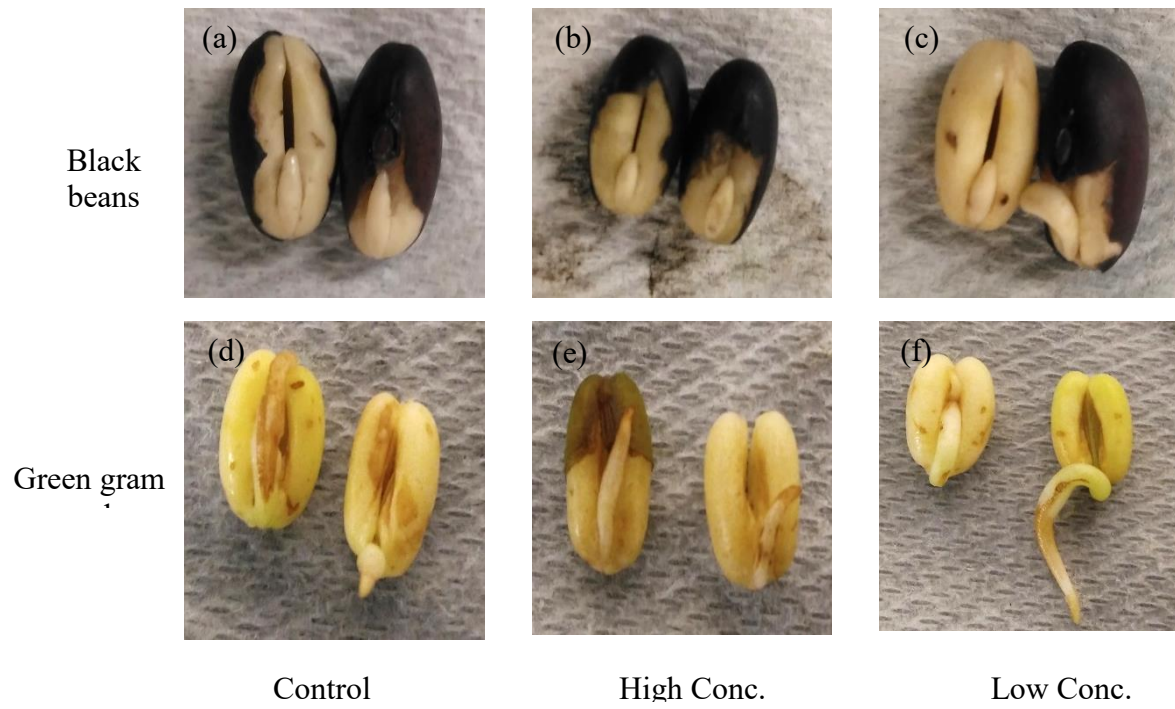 (a)
(b)
(c)
Black
beans
(d)
(e)
(f)
Green gram
Control
High Conc.
Low Conc.